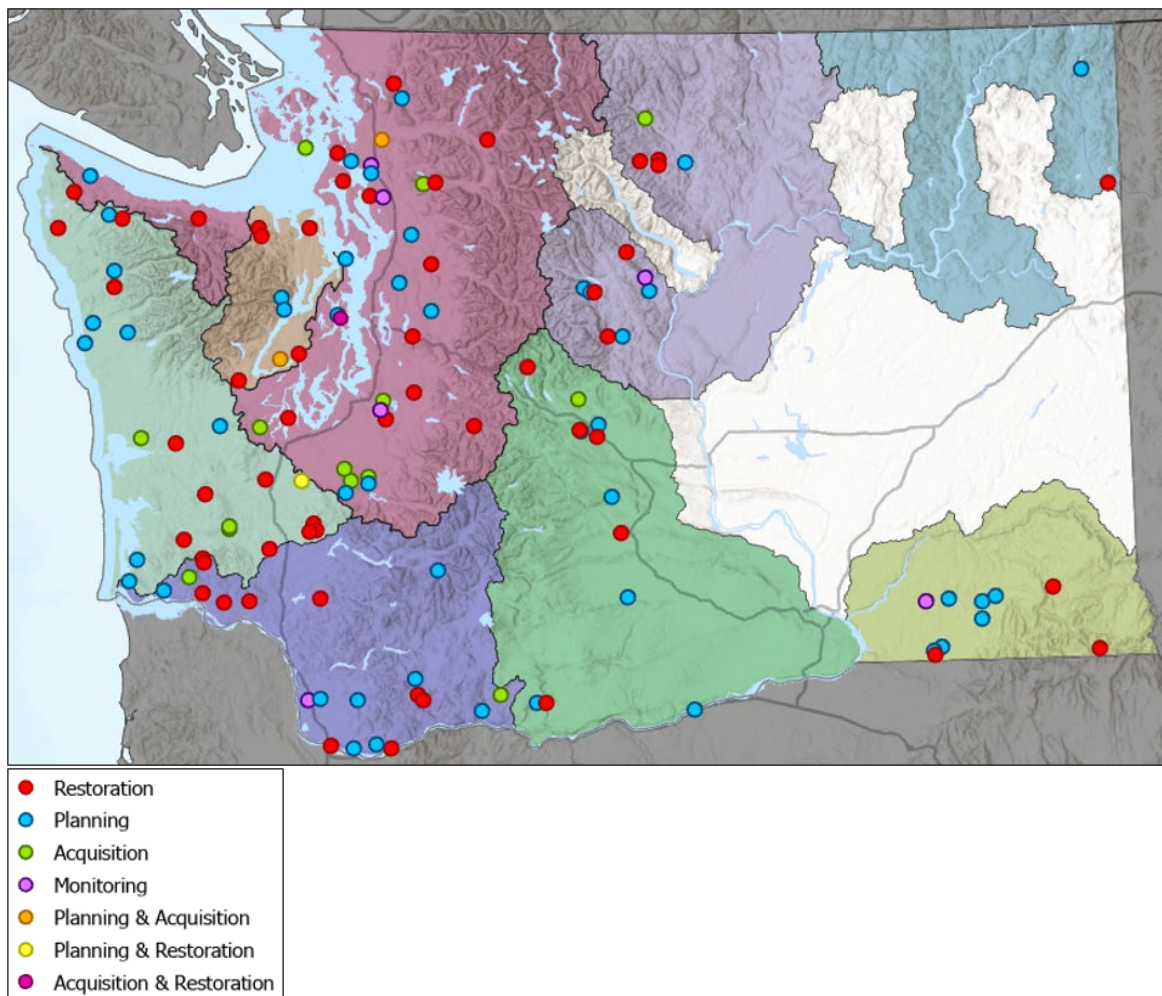 Restoration
Planning
Acquisition
Monitoring
Planning & Acquisition
Planning & Restoration
Acquisition & Restoration